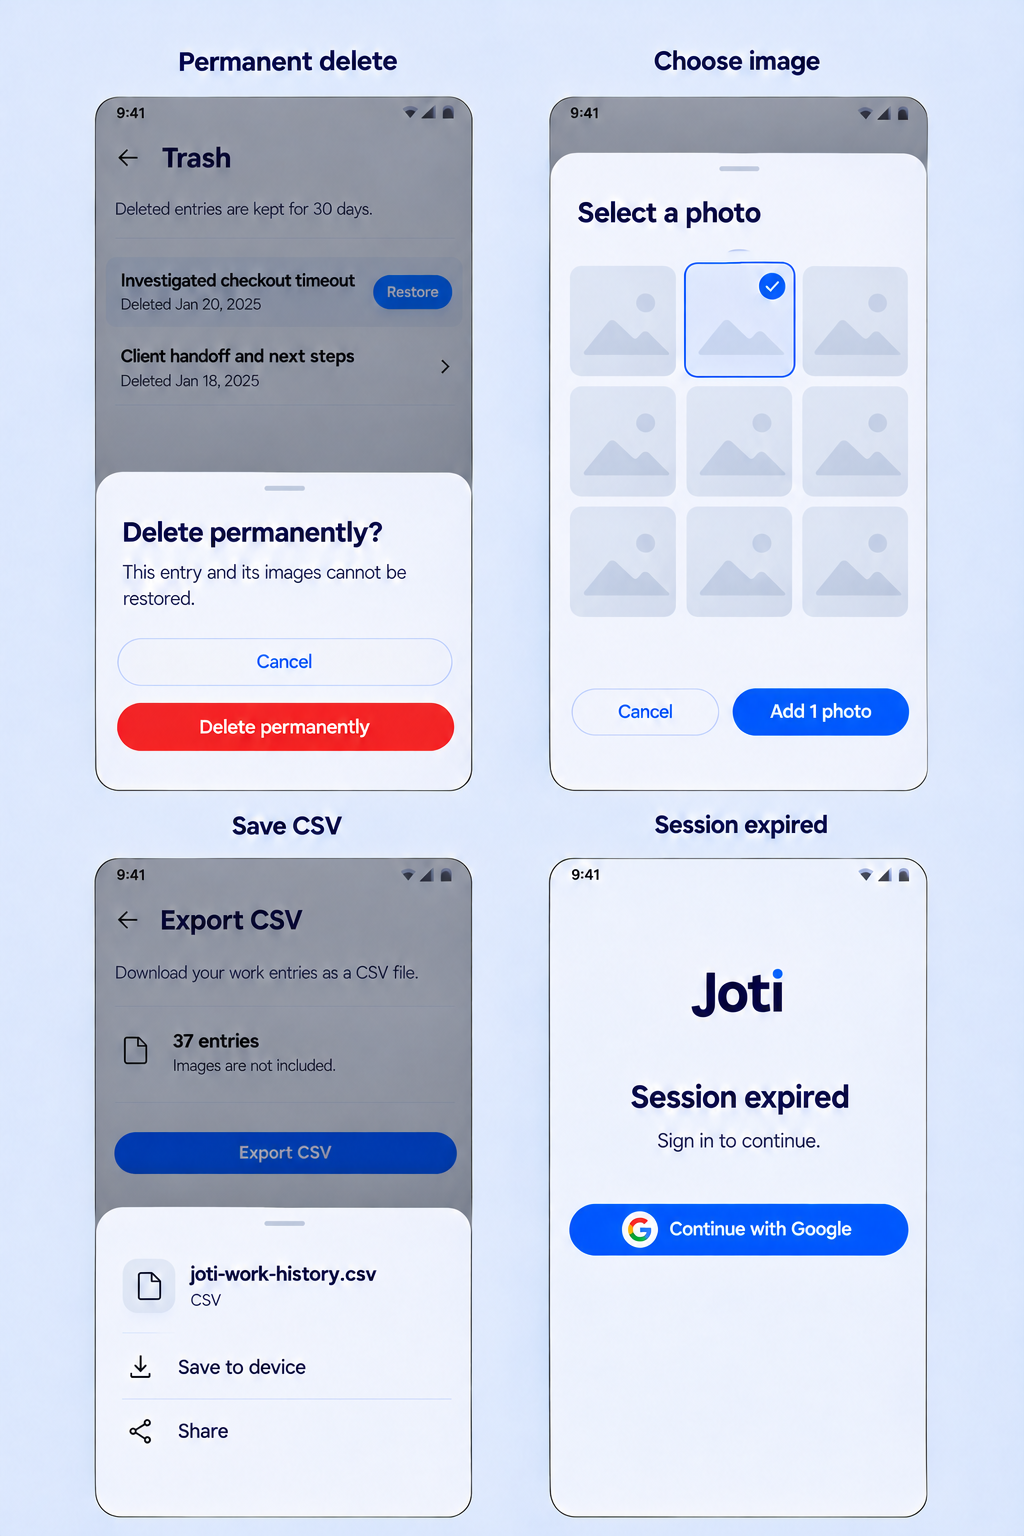 Permanent delete
9:41
Trash
Deleted entries are kept for 30 days.
Investigated checkout timeout
Deleted Jan 20, 2025
Restore
Client handoff and next steps
Deleted Jan 18, 2025
Delete permanently?
This entry and its images cannot be
restored.
Cancel
Delete permanently
Choose image
9:41
Select a photo
Cancel
Add 1 photo
Save CSV
9:41
Export CSV
Download your work entries as a CSV file.
37 entries
Images are not included.
Export CSV
joti-work-history.csv
CSV
Save to device
Share
Session expired
9:41
Joti
Session expired
Sign in to continue.
Continue with Google